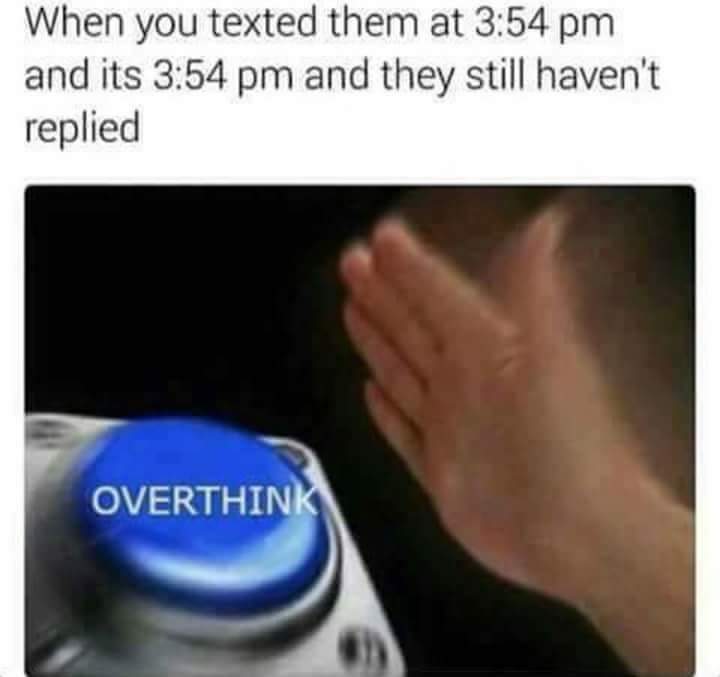 When you texted them at 3:54 pm
and its 3:54 pm and they still haven't
replied
OVERTHINK